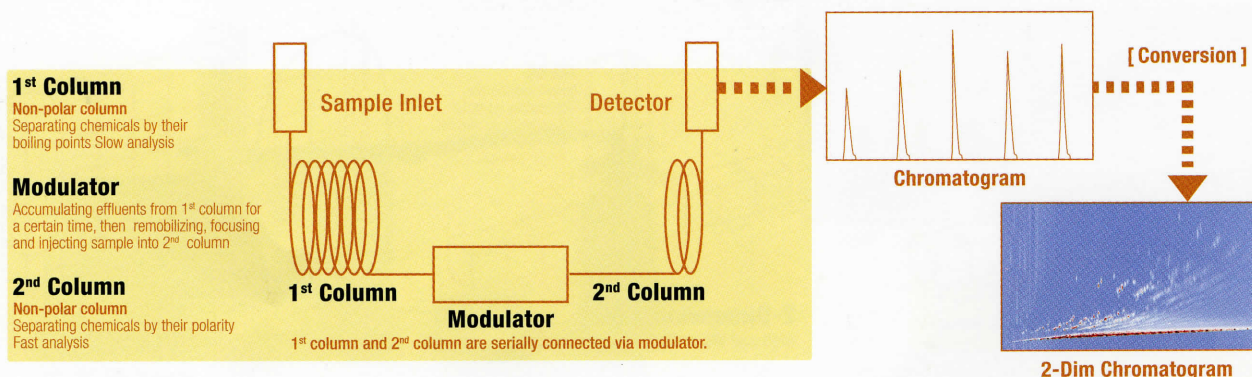 1st Column
Non-polar column
Separating chemicals by their
boiling points Slow analysis
Modulator
Accumulating effluents from 1st column for
a certain time, then remobilizing, focusing
and injecting sample into 2nd column
2nd Column
Non-polar column
Separating chemicals by their polarity
Fast analysis
Sample Inlet
Detector
1st Column
Modulator
2nd Column
1st column and 2nd column are serially connected via modulator.
Chromatogram
[ Conversion ]
2-Dim Chromatogram